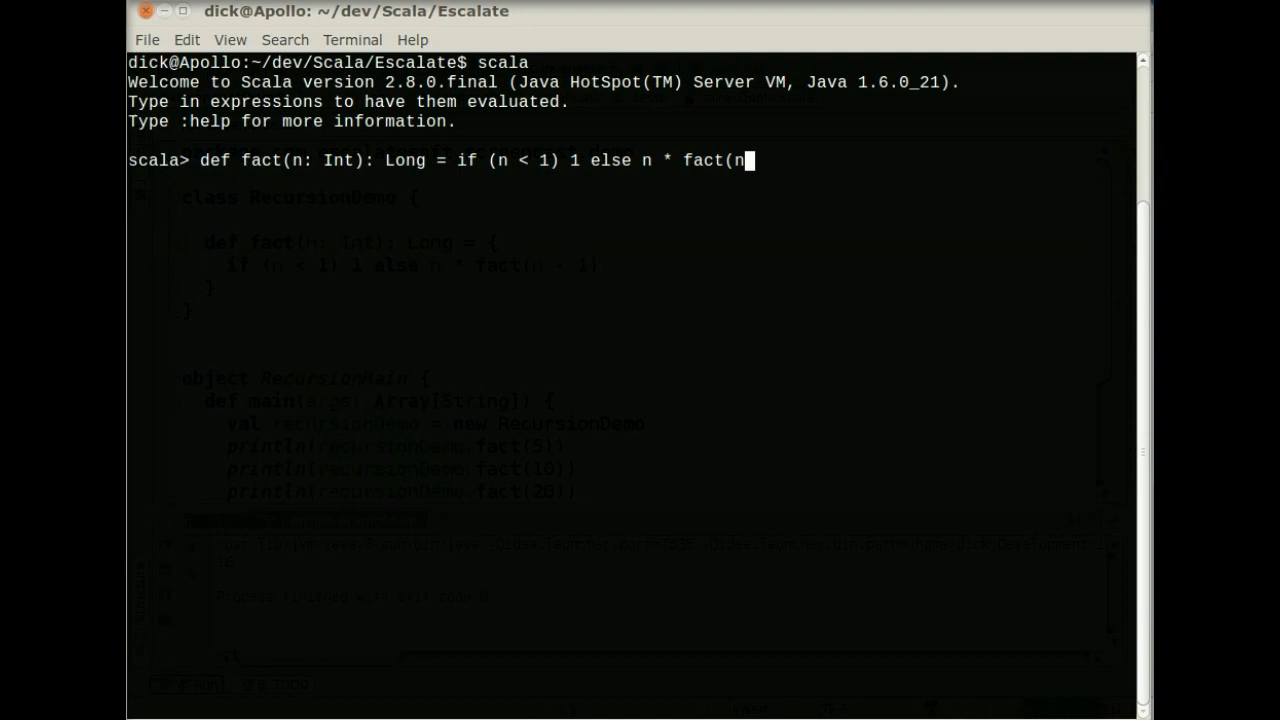 dick@Apollo: ~/dev/Scala/Escalate
File Edit View Search Terminal Help
dick@Apollo:~/dev/Scala/Escalate$ scala
Welcome to Scala version 2.8.0.final (Java HotSpot(TM) Server VM, Java 1.6.0_21).
Type in expressions to have them evaluated.
Type :help for more information.
scala> def fact(n: Int): Long = if (n < 1) 1 else n * fact(n
class RecursionDemo {
def fact(n: Int): Long = {
if (n < 1) 1 else n * fact(n - 1)
}
}
object RecursionMain {
def main(args: Array[String]) {
val recursionDemo = new RecursionDemo
println(recursionDemo.fact(5))
println(recursionDemo.fact(10))
println(recursionDemo.fact(20))
Process finished with exit code 0
Run TODO